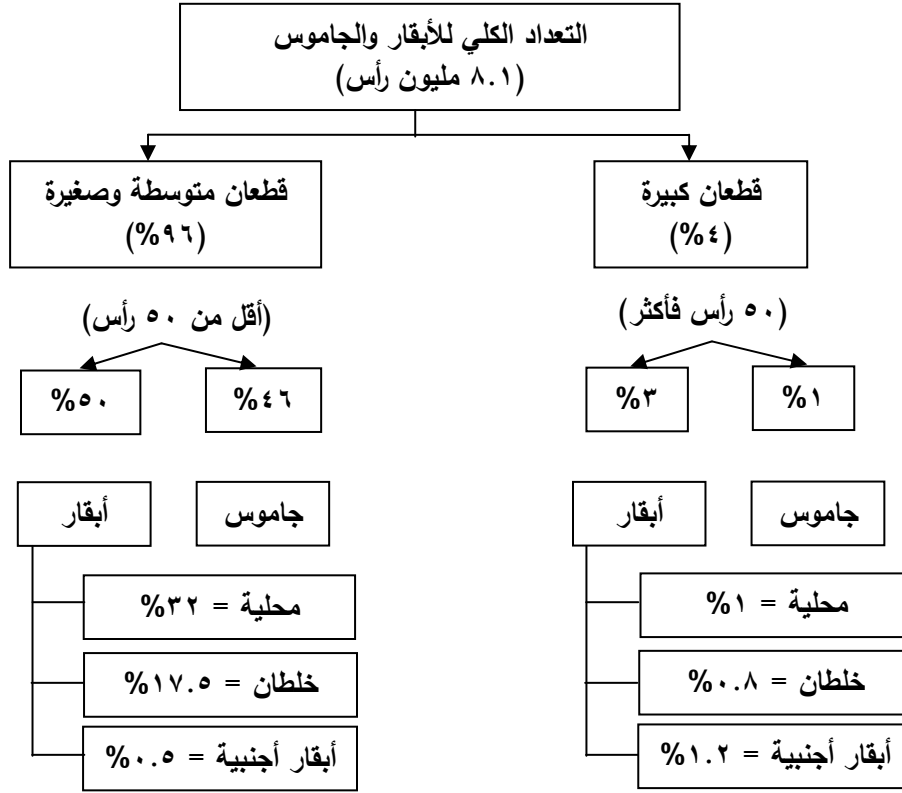 التعداد الكلي للأبقار والجاموس
(٨.١ مليون رأس)
قطعان كبيرة
(%٤)
قطعان متوسطة وصغيرة
(%٩٦)
(٥٠ رأس فأكثر)
(أقل من ٥٠ رأس)
%١
%٣
%٤٦
%٥٠
جاموس
أبقار
جاموس
أبقار
محلية = ١%
خلطان = ٠.٨%
أبقار أجنبية = ١.٢%
محلية = ٣٢%
خلطان = ١٧.٥%
أبقار أجنبية = ٠.٥%